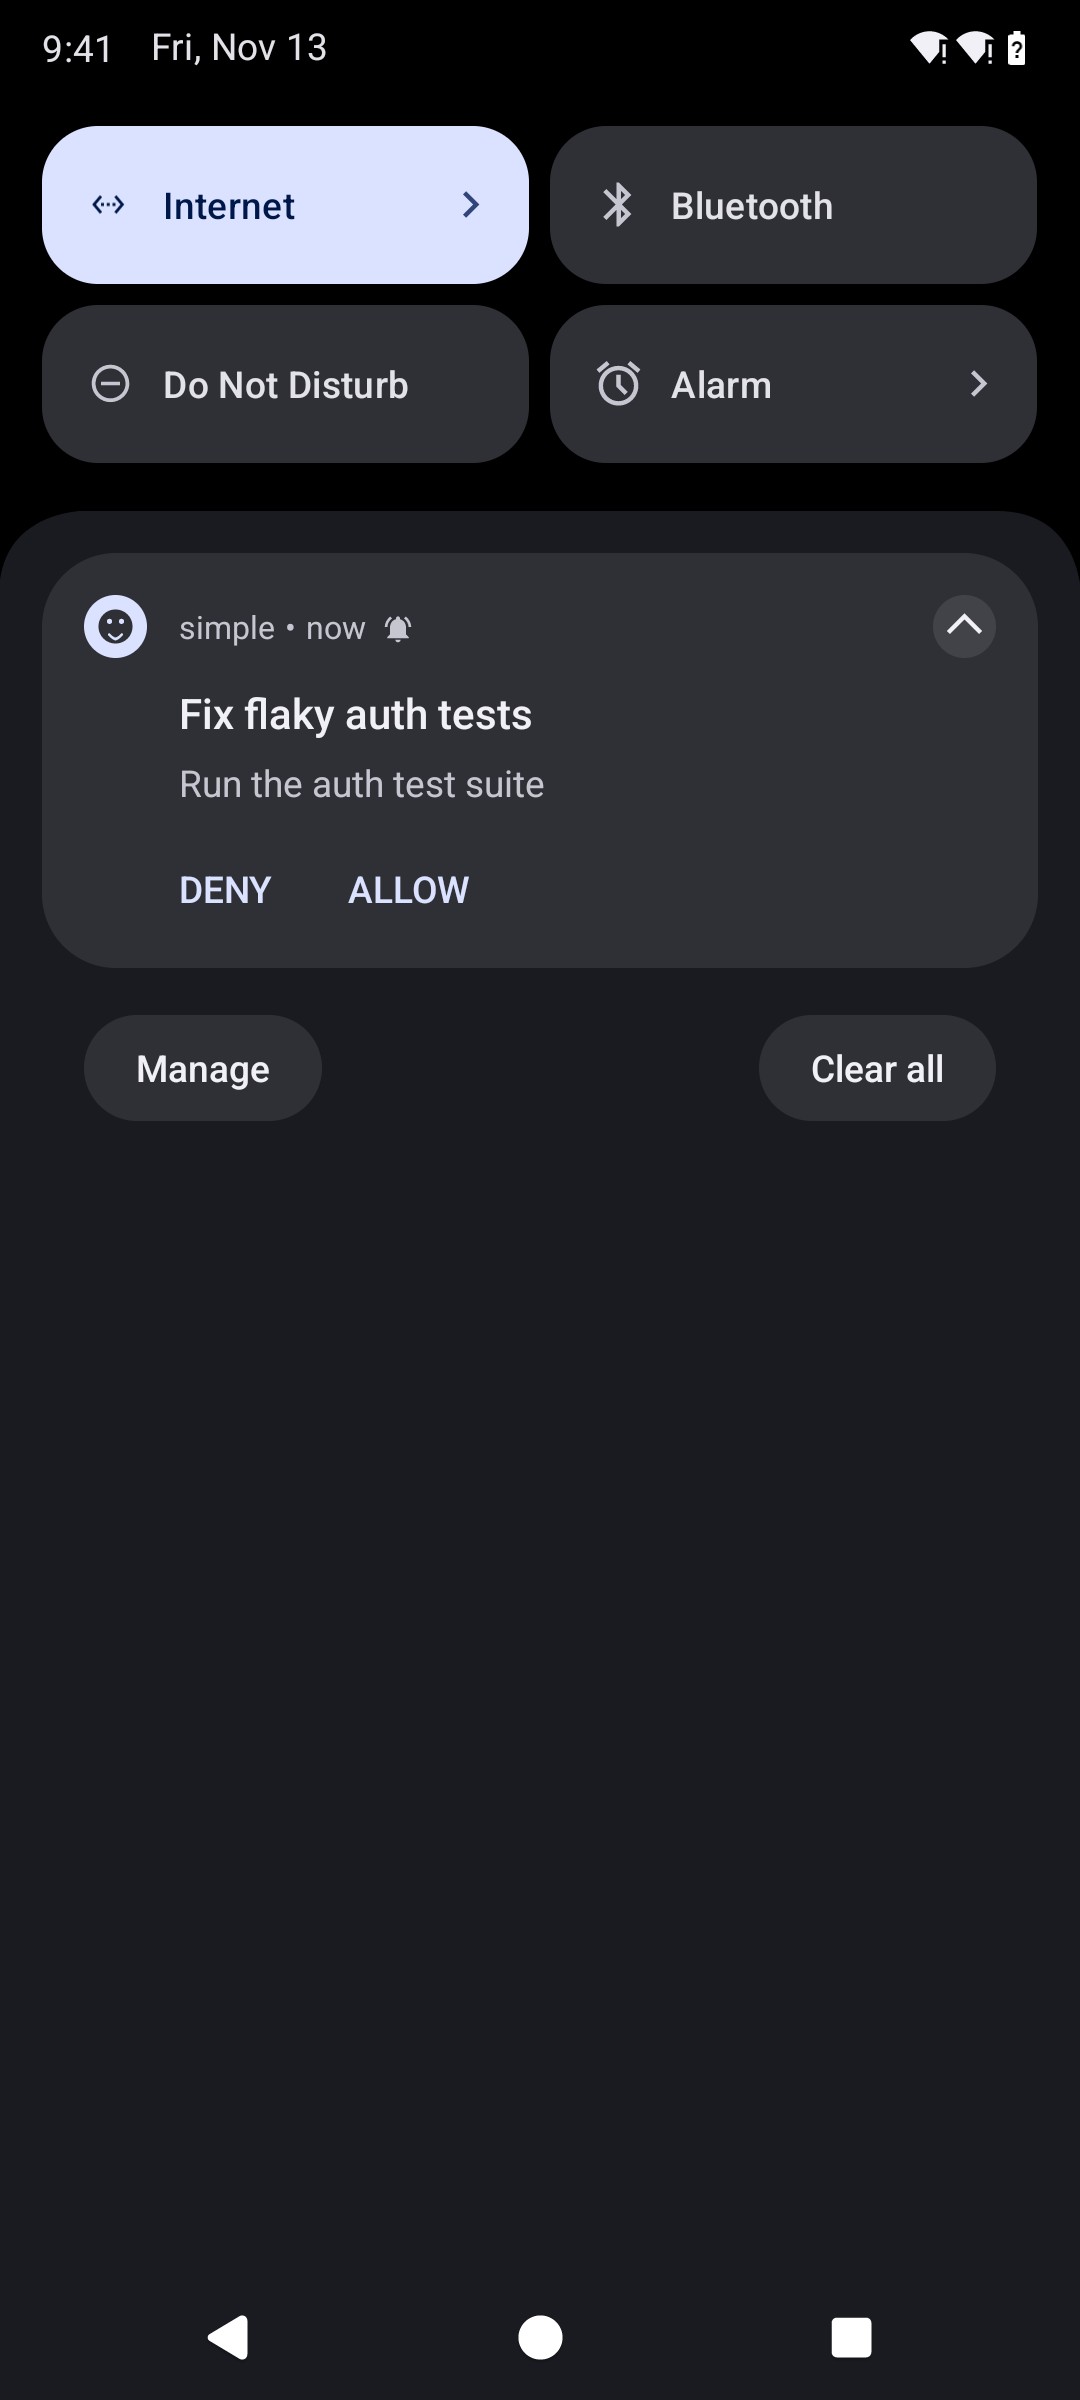 9:41 Fri, Nov 13
Internet
Bluetooth
Do Not Disturb
Alarm
simple • now
Fix flaky auth tests
Run the auth test suite
DENY ALLOW
Manage
Clear all